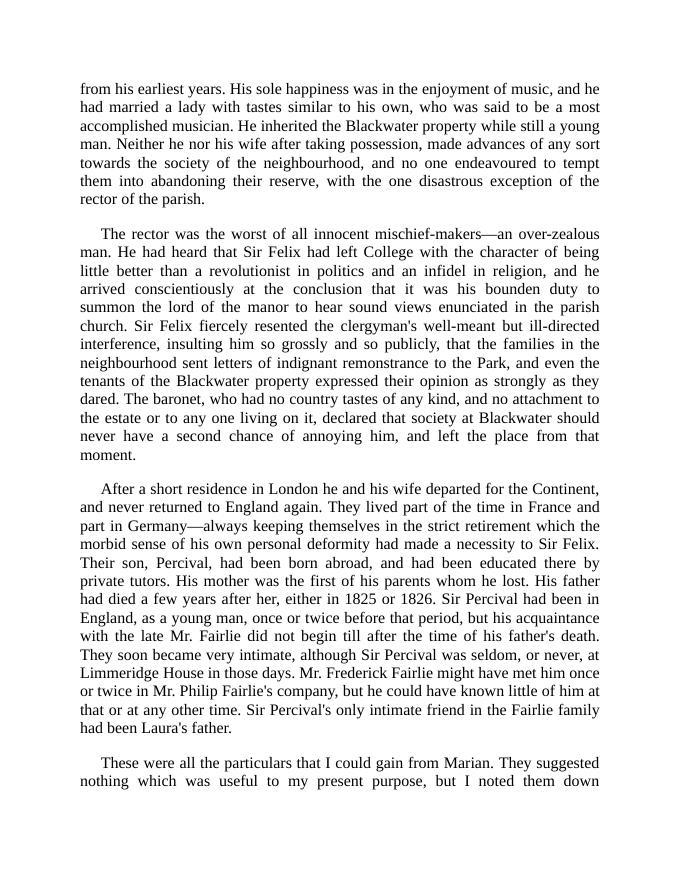 from his earliest years. His sole happiness was in the enjoyment of music, and he
had married a lady with tastes similar to his own, who was said to be a most
accomplished musician. He inherited the Blackwater property while still a young
man. Neither he nor his wife after taking possession, made advances of any sort
towards the society of the neighbourhood, and no one endeavoured to tempt
them into abandoning their reserve, with the one disastrous exception of the
rector of the parish.
The rector was the worst of all innocent mischief-makers—an over-zealous
man. He had heard that Sir Felix had left College with the character of being
little better than a revolutionist in politics and an infidel in religion, and he
arrived conscientiously at the conclusion that it was his bounden duty to
summon the lord of the manor to hear sound views enunciated in the parish
church. Sir Felix fiercely resented the clergyman's well-meant but ill-directed
interference, insulting him so grossly and so publicly, that the families in the
neighbourhood sent letters of indignant remonstrance to the Park, and even the
tenants of the Blackwater property expressed their opinion as strongly as they
dared. The baronet, who had no country tastes of any kind, and no attachment to
the estate or to any one living on it, declared that society at Blackwater should
never have a second chance of annoying him, and left the place from that
moment.
After a short residence in London he and his wife departed for the Continent,
and never returned to England again. They lived part of the time in France and
part in Germany—always keeping themselves in the strict retirement which the
morbid sense of his own personal deformity had made a necessity to Sir Felix.
Their son, Percival, had been born abroad, and had been educated there by
private tutors. His mother was the first of his parents whom he lost. His father
had died a few years after her, either in 1825 or 1826. Sir Percival had been in
England, as a young man, once or twice before that period, but his acquaintance
with the late Mr. Fairlie did not begin till after the time of his father's death.
They soon became very intimate, although Sir Percival was seldom, or never, at
Limmeridge House in those days. Mr. Frederick Fairlie might have met him once
or twice in Mr. Philip Fairlie's company, but he could have known little of him at
that or at any other time. Sir Percival's only intimate friend in the Fairlie family
had been Laura's father.
These were all the particulars that I could gain from Marian. They suggested
nothing which was useful to my present purpose, but I noted them down